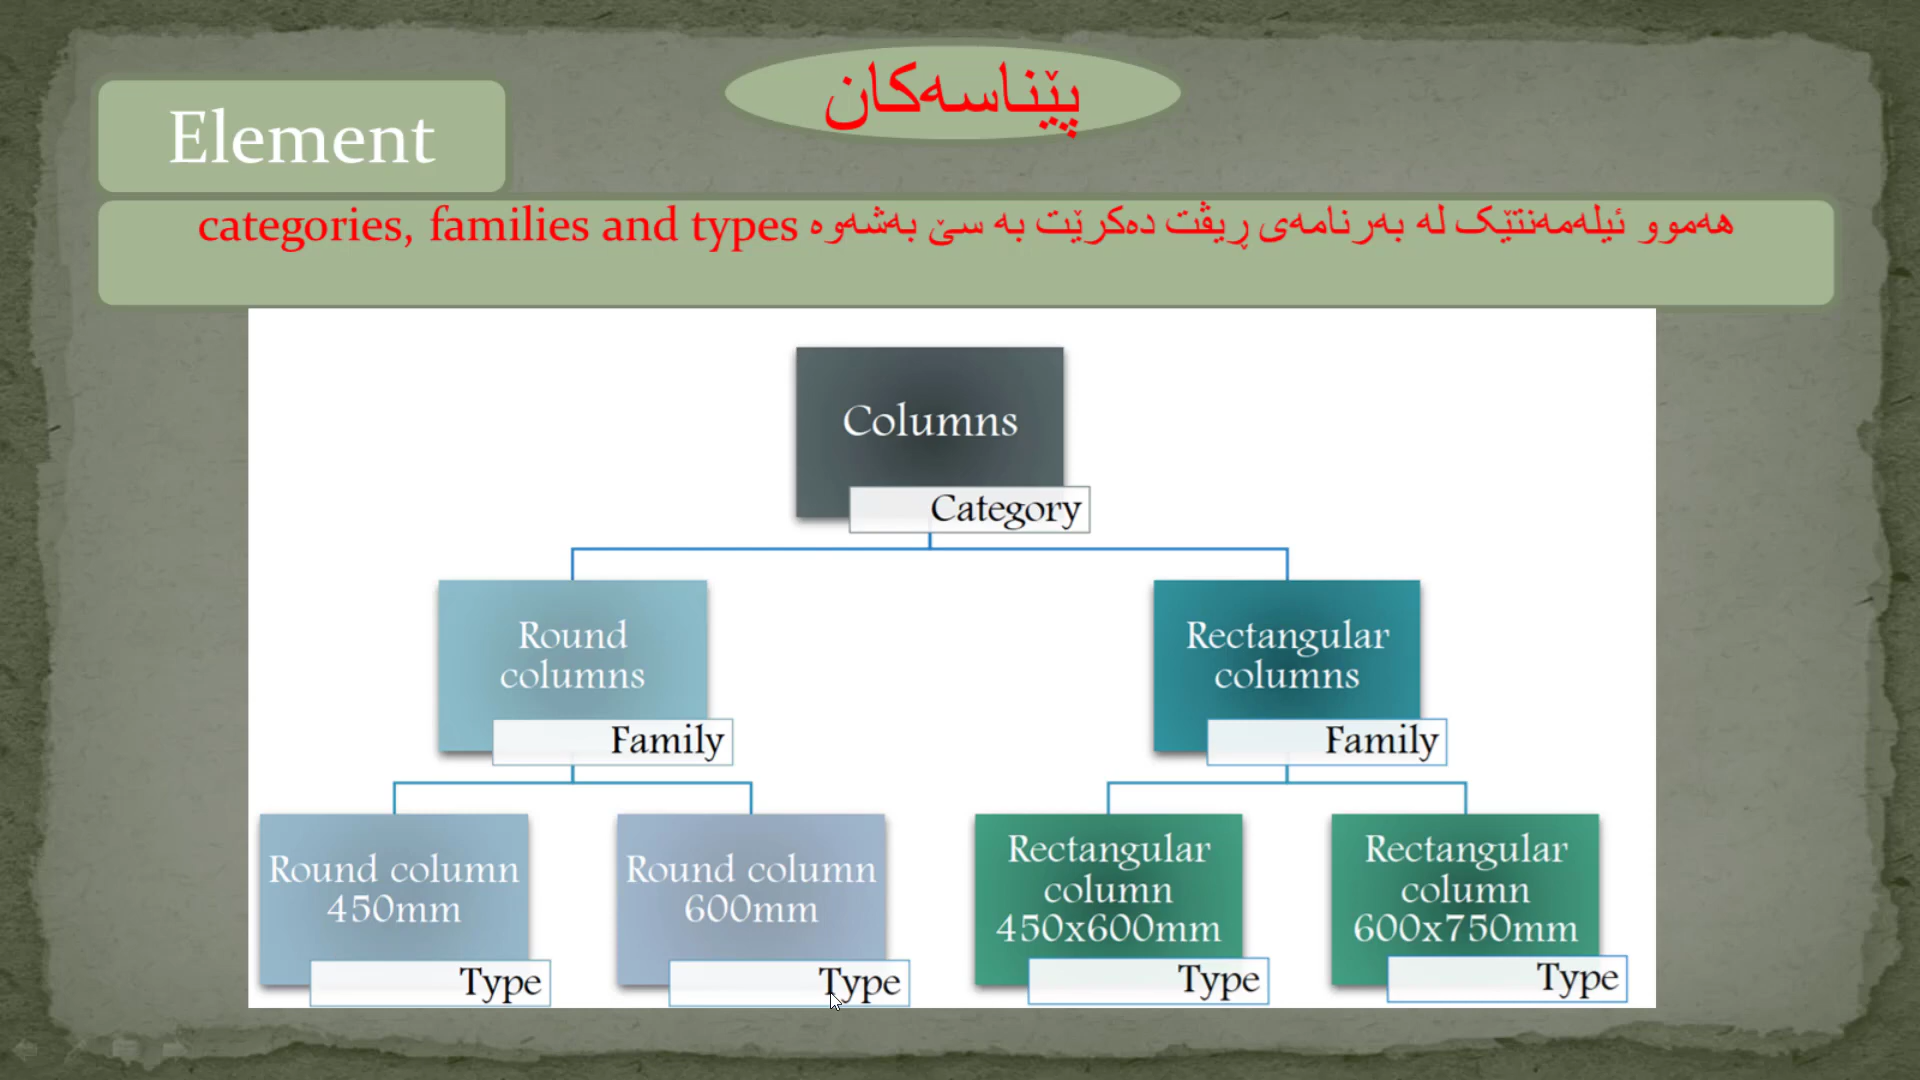 پێناسەکان
Element
هەموو ئیلەمەنتێک لە بەرنامەی ڕیڤت دەکرێت بە سێ بەشەوە categories, families and types
Columns
Category
Round
columns
Family
Rectangular
columns
Family
Round column
450mm
Type
Round column
600mm
Type
Rectangular
column
450x600mm
Type
Rectangular
column
600x750mm
Type